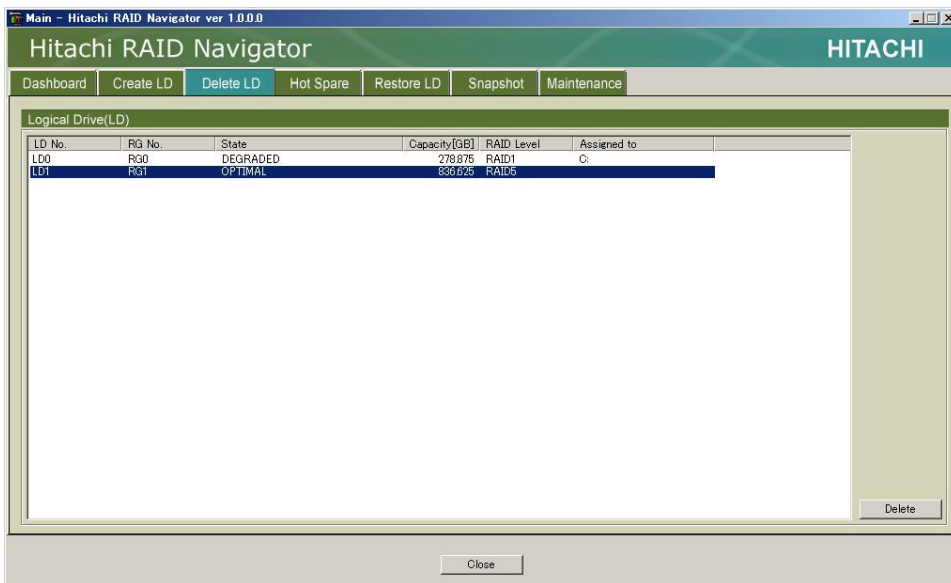 Main - Hitachi RAID Navigator ver 1.0.0.0
Hitachi RAID Navigator HITACHI
Dashboard Create LD Delete LD Hot Spare Restore LD Snapshot Maintenance
Logical Drive(LD)
LD No. RG No. State Capacity[GB] RAID Level Assigned to
LD0 RG0 DEGRADED 278.875 RAID1 C:
LD1 RG1 OPTIMAL 836.625 RAID5
Delete
Close